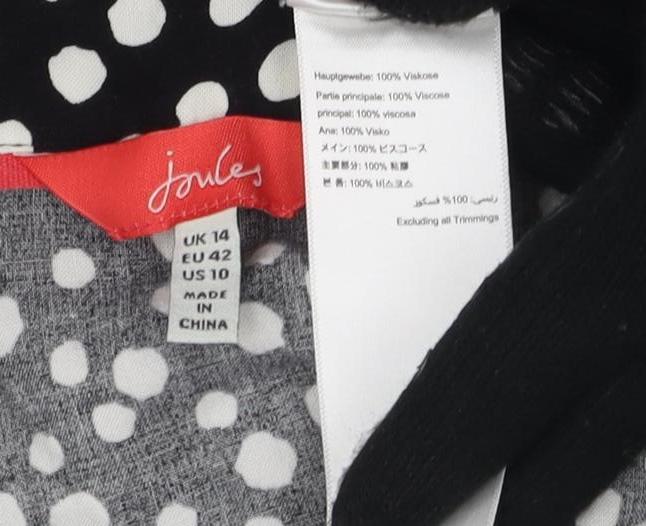 Joules
UK 14
EU 42
US 10
MADE
IN
CHINA
Hauptgewebe: 100% Viskose
Partie principale: 100% Viscose
principal: 100% viscosa
Ana: 100% Visko
メイン: 100% ビスコース
主要部分: 100% 粘膠
본 품: 100% 비스코스
رئيسي: 100% فسكوز
Excluding all Trimmings